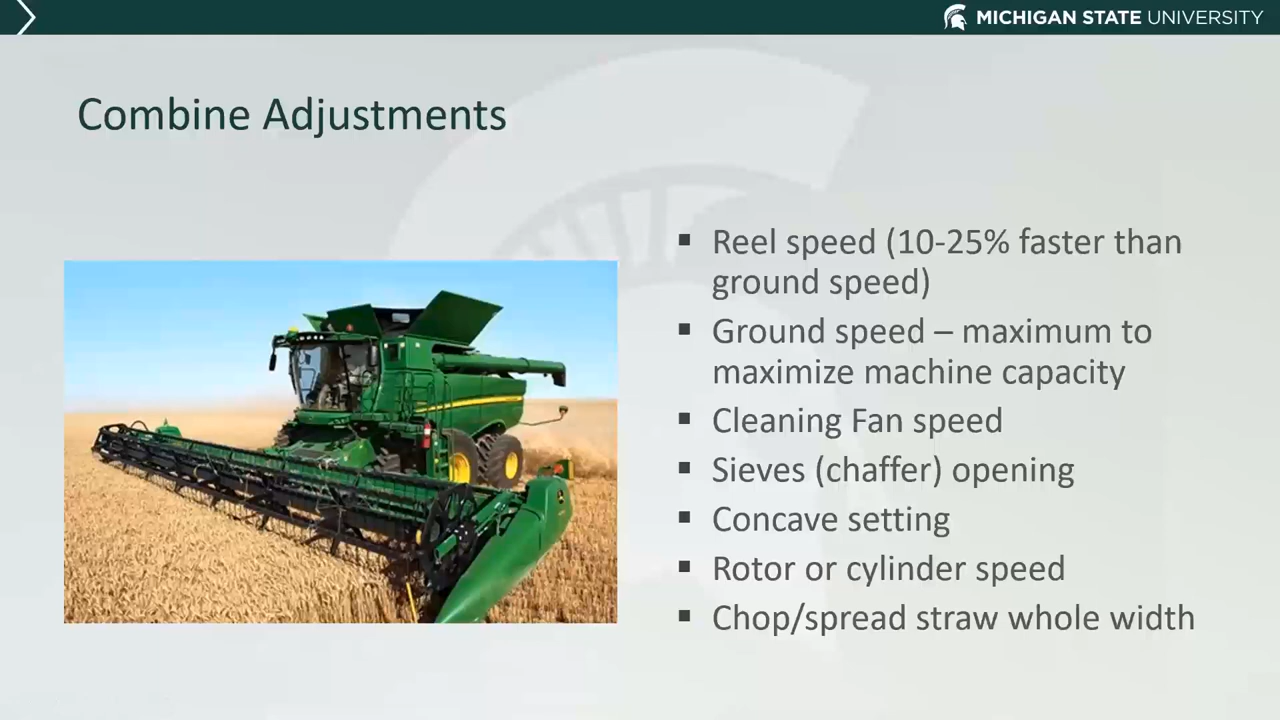 MICHIGAN STATE UNIVERSITY
Combine Adjustments
▪ Reel speed (10-25% faster than
ground speed)
▪ Ground speed – maximum to
maximize machine capacity
▪ Cleaning Fan speed
▪ Sieves (chaffer) opening
▪ Concave setting
▪ Rotor or cylinder speed
▪ Chop/spread straw whole width